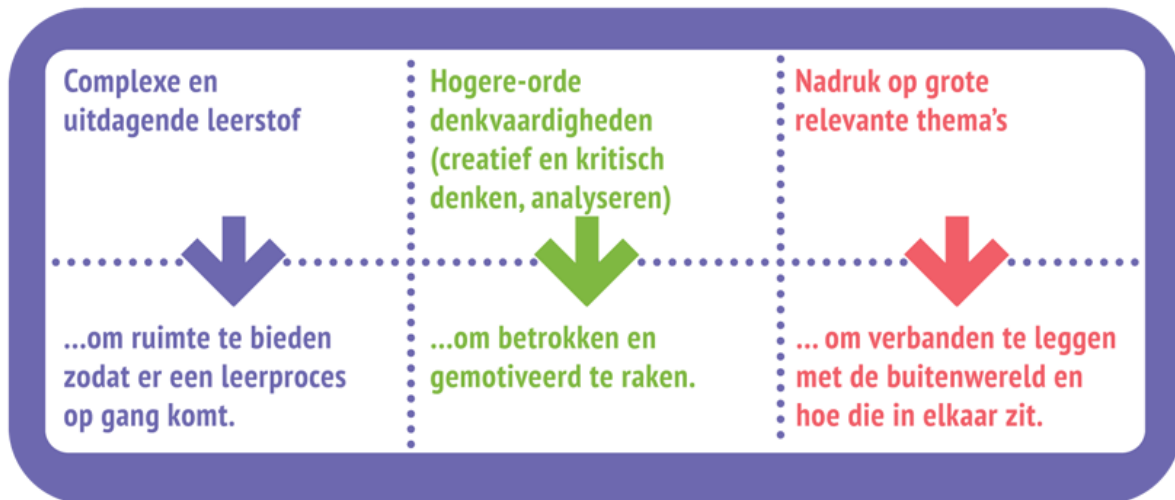 Complexe en
uitdagende leerstof
Hogere-orde
denkvaardigheden
(creatief en kritisch
denken, analyseren)
Nadruk op grote
relevante thema’s
...om ruimte te bieden
zodat er een leerproces
op gang komt.
...om betrokken en
gemotiveerd te raken.
... om verbanden te leggen
met de buitenwereld en
hoe die in elkaar zit.